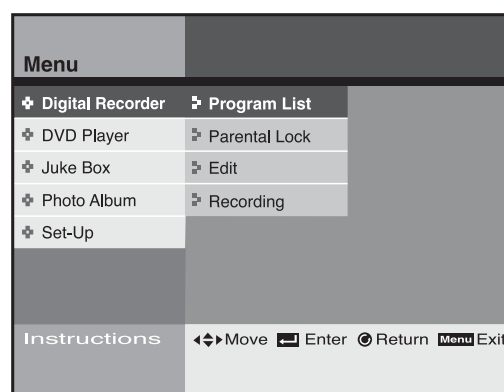 Menu
Digital Recorder
Program List
DVD Player
Parental Lock
Juke Box
Edit
Photo Album
Recording
Set-Up
Instructions
Move Enter Return Menu Exit